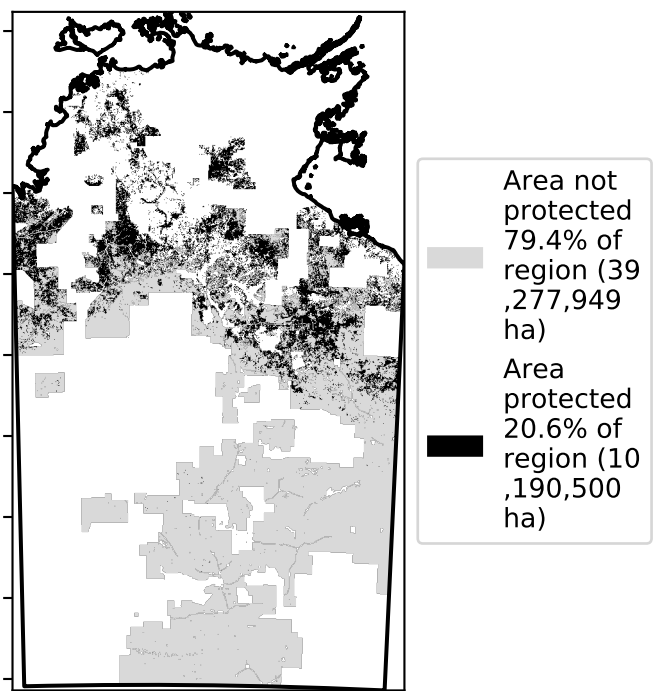 Area not
protected
79.4% of
region (39
,277,949
ha)
Area
protected
20.6% of
region (10
,190,500
ha)